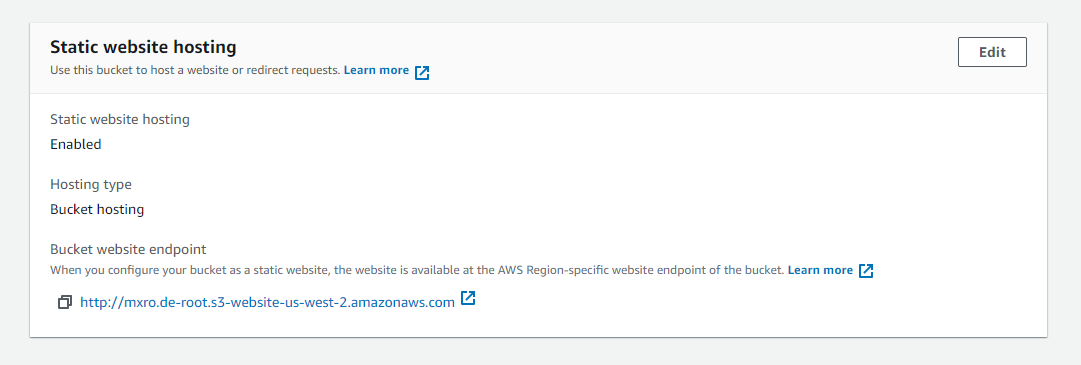 Static website hosting
Edit
Use this bucket to host a website or redirect requests. Learn more
Static website hosting
Enabled
Hosting type
Bucket hosting
Bucket website endpoint
When you configure your bucket as a static website, the website is available at the AWS Region-specific website endpoint of the bucket. Learn more
http://mxro.de-root.s3-website-us-west-2.amazonaws.com